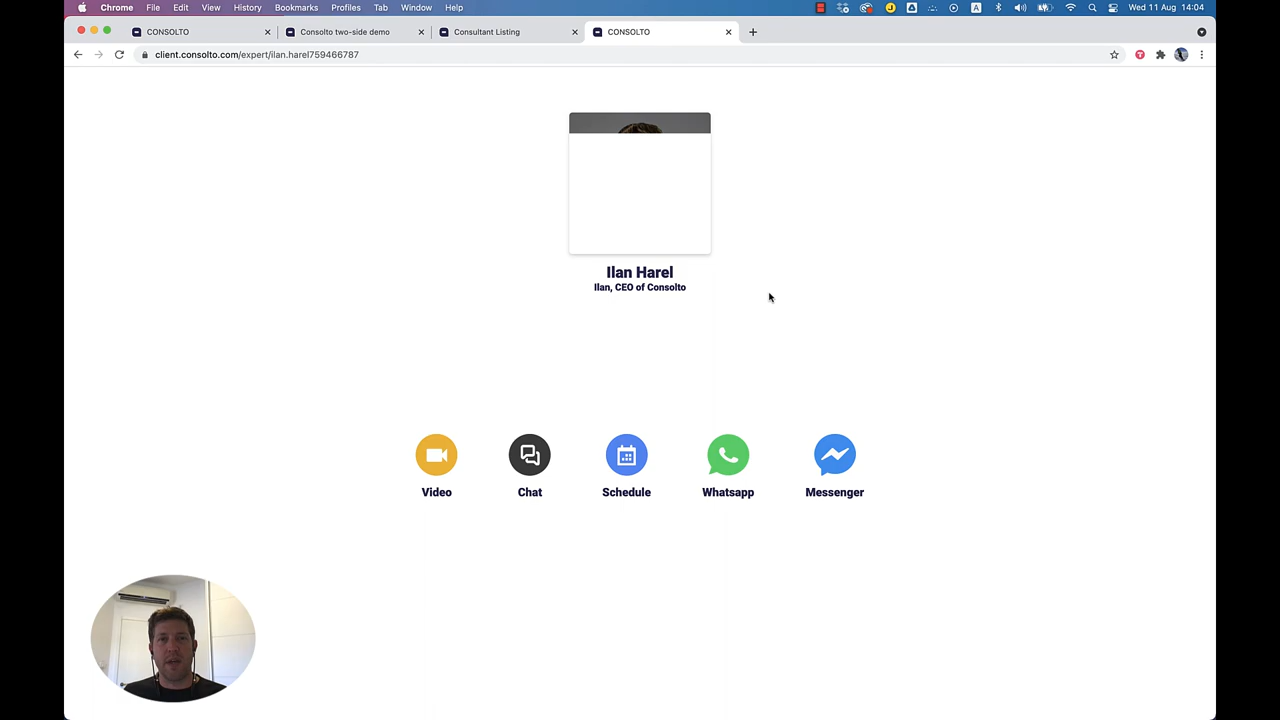 Chrome File Edit View History Bookmarks Profiles Tab Window Help Wed 11 Aug 14:04
CONSOLTO Consolto two-side demo Consultant Listing CONSOLTO
client.consolto.com/expert/ilan.harel759466787
Ilan Harel
Ilan, CEO of Consolto
Video Chat Schedule Whatsapp Messenger